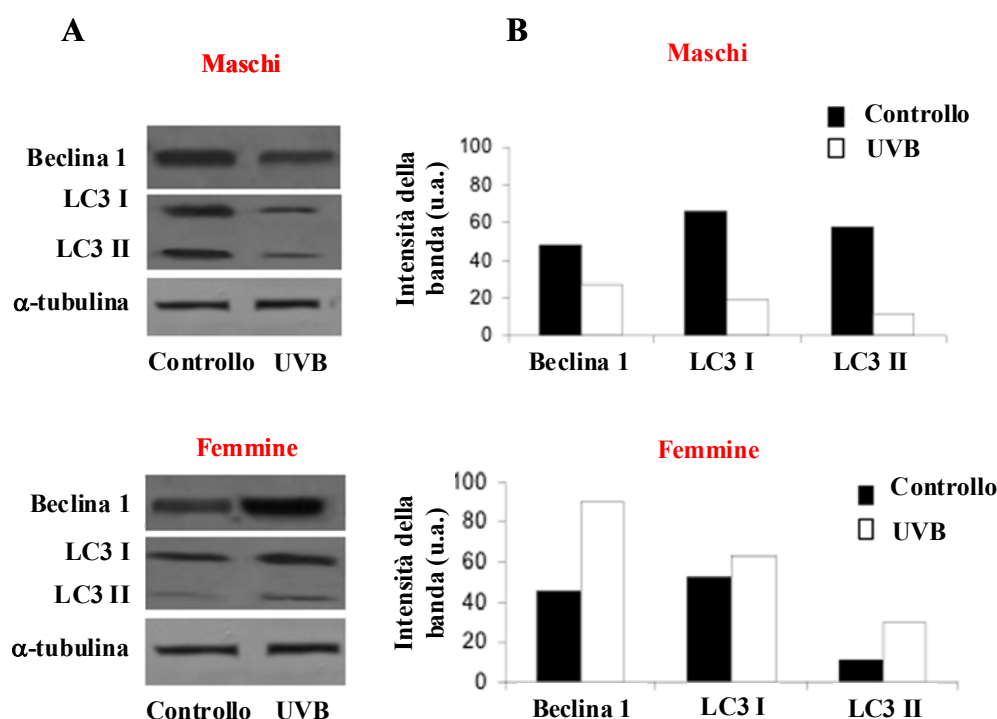 A
Maschi
Beclina 1
LC3 I
LC3 II
α-tubulina
Controllo UVB
Femmine
Beclina 1
LC3 I
LC3 II
α-tubulina
Controllo UVB
B
Maschi
Controllo
UVB
Intensità della
banda (u.a.)
100
80
60
40
20
0
Beclina 1 LC3 I LC3 II
Femmine
Controllo
UVB
Intensità della
banda (u.a.)
100
80
60
40
20
0
Beclina 1 LC3 I LC3 II